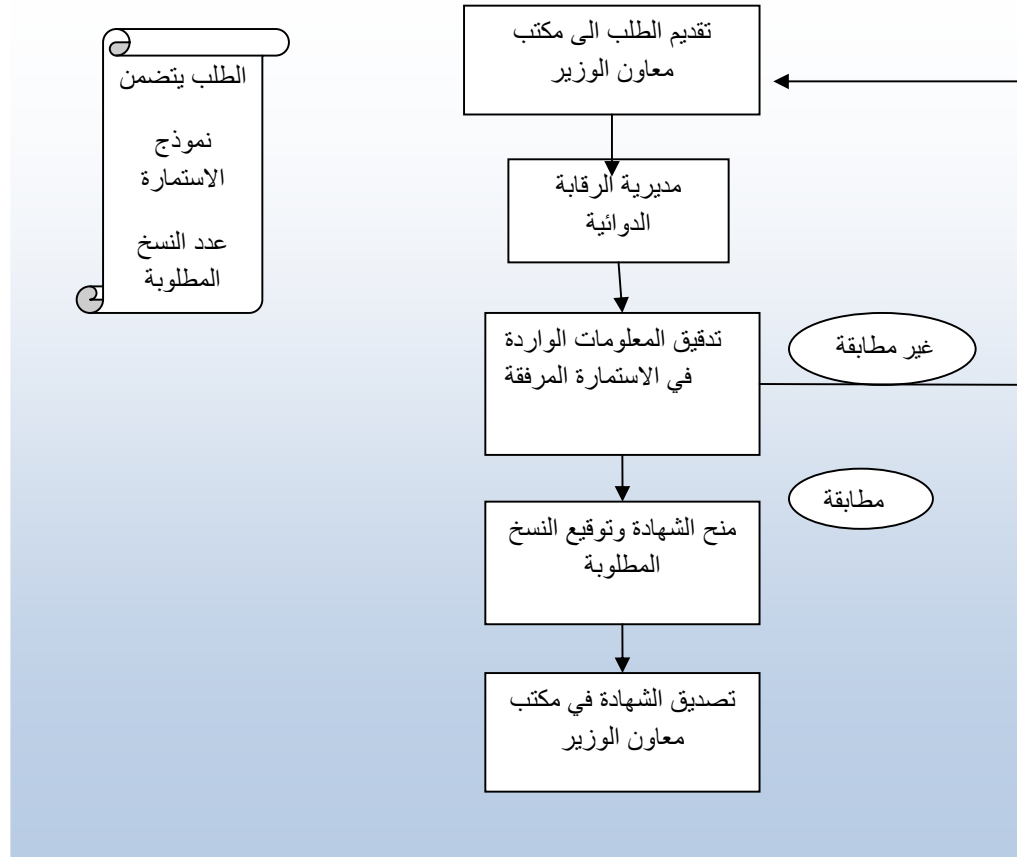 الطلب يتضمن
نموذج
الاستمارة
عدد النسخ
المطلوبة
تقديم الطلب الى مكتب
معاون الوزير
مديرية الرقابة
الدوائية
تدقيق المعلومات الواردة
في الاستمارة المرفقة
غير مطابقة
مطابقة
منح الشهادة وتوقيع النسخ
المطلوبة
تصديق الشهادة في مكتب
معاون الوزير